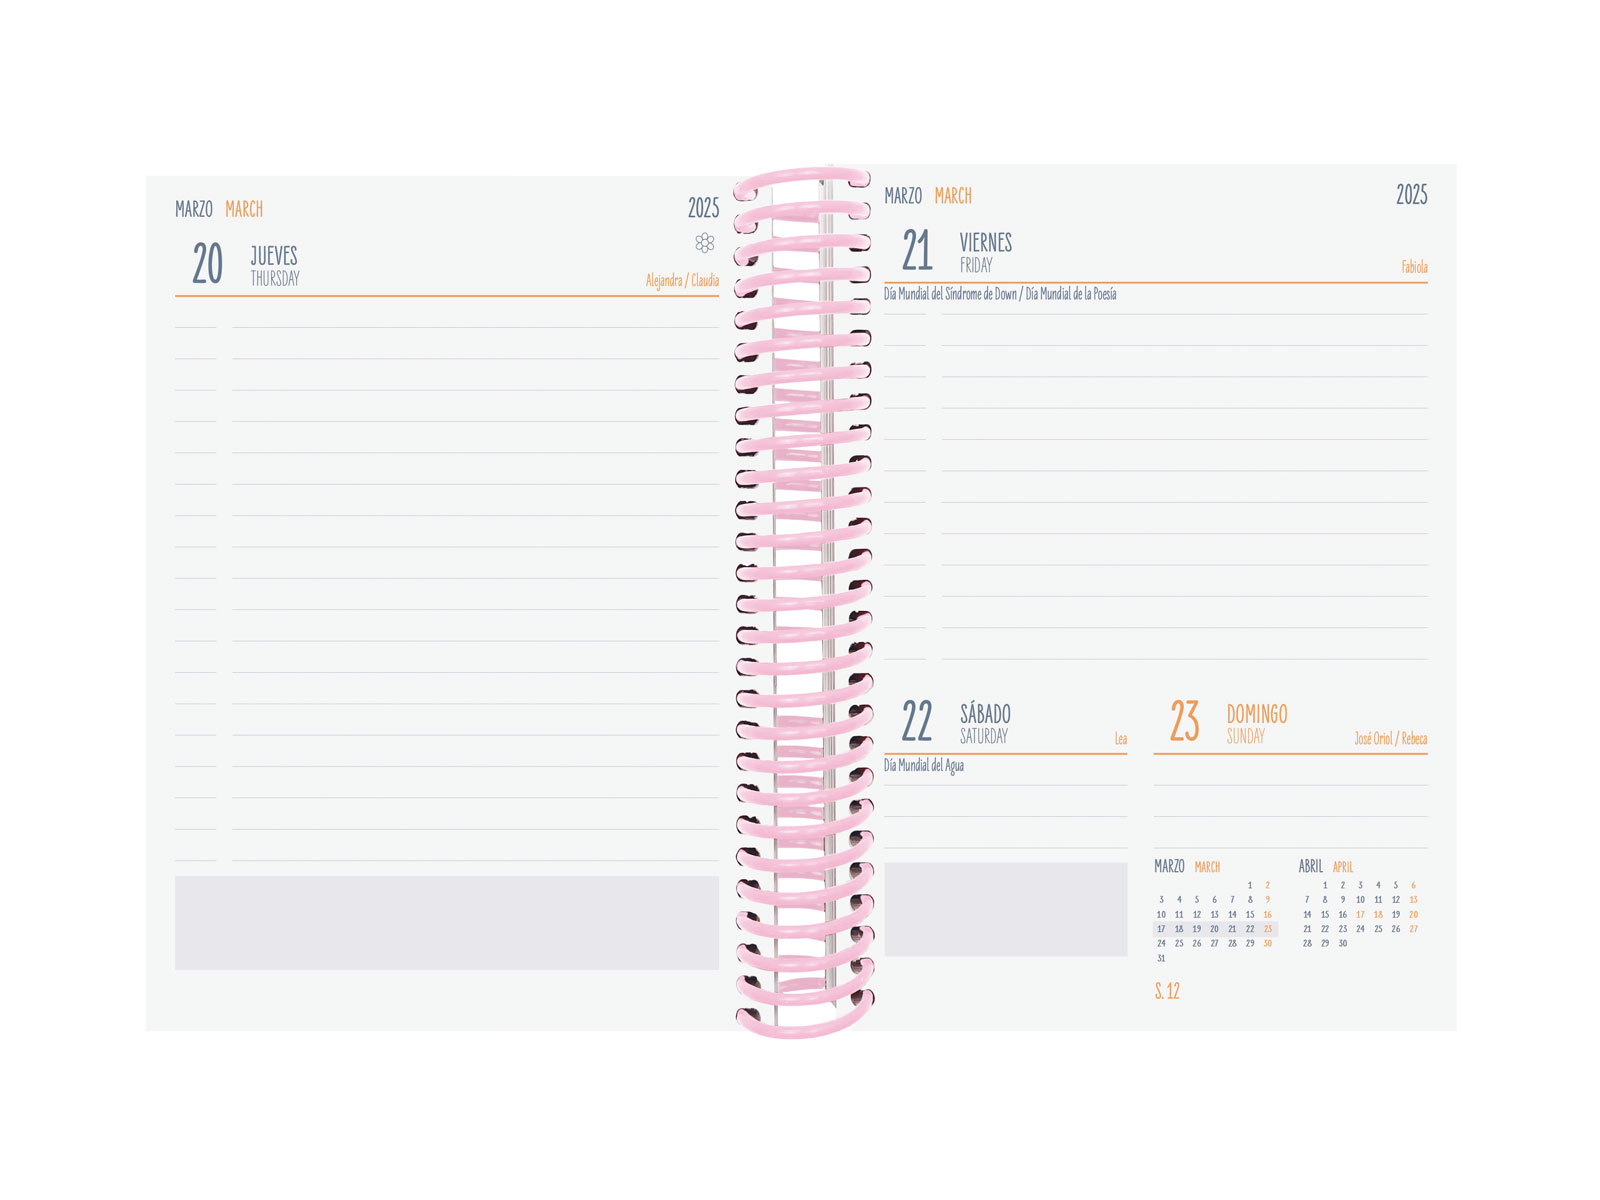 MARZO MARCH 2025
20 JUEVES
THURSDAY
Alejandra / Claudia
MARZO MARCH 2025
21 VIERNES
FRIDAY
Fabiola
Día Mundial del Síndrome de Down / Día Mundial de la Poesía
22 SÁBADO
SATURDAY
Lea
Día Mundial del Agua
23 DOMINGO
SUNDAY
José Oriol / Rebeca
MARZO MARCH
1 2
3 4 5 6 7 8 9
10 11 12 13 14 15 16
17 18 19 20 21 22 23
24 25 26 27 28 29 30
31
ABRIL APRIL
1 2 3 4 5 6
7 8 9 10 11 12 13
14 15 16 17 18 19 20
21 22 23 24 25 26 27
28 29 30
S. 12